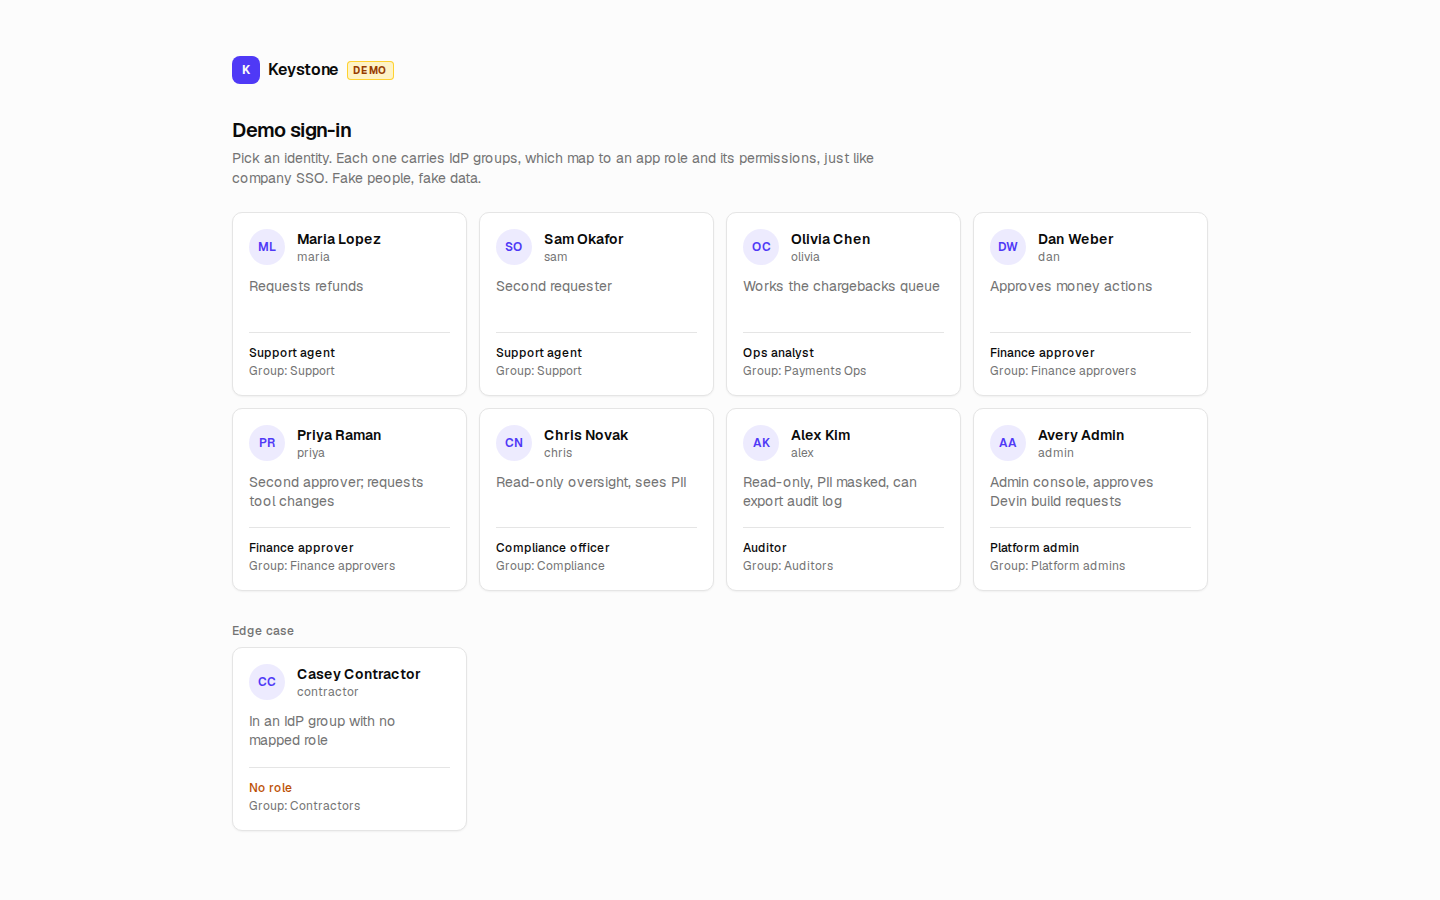 K Keystone DEMO
Demo sign-in
Pick an identity. Each one carries IdP groups, which map to an app role and its permissions, just like
company SSO. Fake people, fake data.
ML Maria Lopez
maria
Requests refunds
Support agent
Group: Support
SO Sam Okafor
sam
Second requester
Support agent
Group: Support
OC Olivia Chen
olivia
Works the chargebacks queue
Ops analyst
Group: Payments Ops
DW Dan Weber
dan
Approves money actions
Finance approver
Group: Finance approvers
PR Priya Raman
priya
Second approver; requests
tool changes
Finance approver
Group: Finance approvers
CN Chris Novak
chris
Read-only oversight, sees PII
Compliance officer
Group: Compliance
AK Alex Kim
alex
Read-only, PII masked, can
export audit log
Auditor
Group: Auditors
AA Avery Admin
admin
Admin console, approves
Devin build requests
Platform admin
Group: Platform admins
Edge case
CC Casey Contractor
contractor
In an IdP group with no
mapped role
No role
Group: Contractors